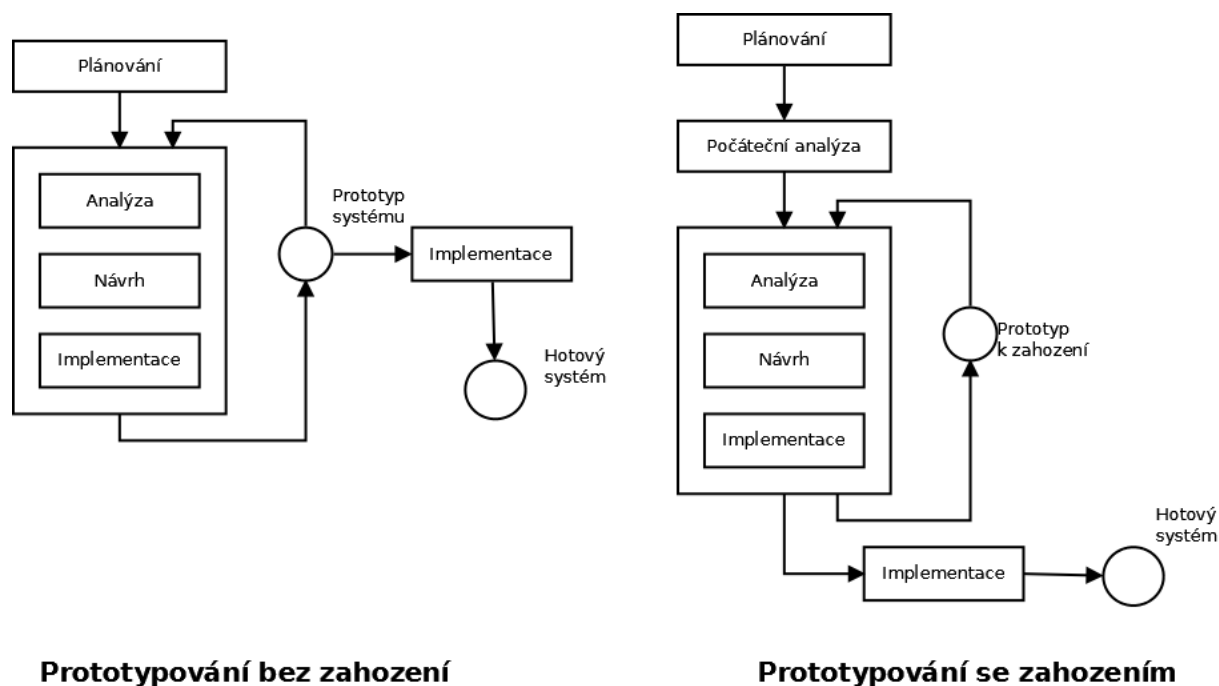 Plánování
Analýza
Návrh
Implementace
Prototyp
systému
Implementace
Hotový
systém
Prototypování bez zahození
Plánování
Počáteční analýza
Analýza
Návrh
Implementace
Prototyp
k zahození
Implementace
Hotový
systém
Prototypování se zahozením